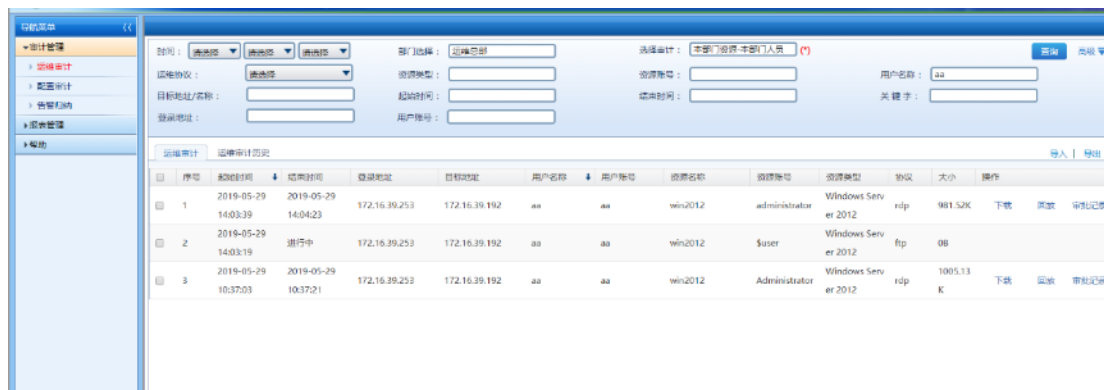 导航菜单
审计管理
运维审计
配置审计
告警归纳
报表管理
帮助
时间： 请选择 请选择 请选择 部门选择： 运维总部 选择审计： 本部门资源-本部门人员 (*) 查询 高级
运维协议： 请选择 资源类型： 资源账号： 用户名称： aa
目标地址/名称： 起始时间： 结束时间： 关 键 字：
登录地址： 用户账号：
运维审计 运维审计历史 导入 | 导出
序号 起始时间 结束时间 登录地址 目标地址 用户名称 用户账号 资源名称 资源账号 资源类型 协议 大小 操作
1 2019-05-29 14:03:39 2019-05-29 14:04:23 172.16.39.253 172.16.39.192 aa aa win2012 administrator Windows Server 2012 rdp 981.52K 下载 回放 审批记录
2 2019-05-29 14:03:19 进行中 172.16.39.253 172.16.39.192 aa aa win2012 $user Windows Server 2012 ftp 0B
3 2019-05-29 10:37:03 2019-05-29 10:37:21 172.16.39.253 172.16.39.192 aa aa win2012 Administrator Windows Server 2012 rdp 1005.13K 下载 回放 审批记录